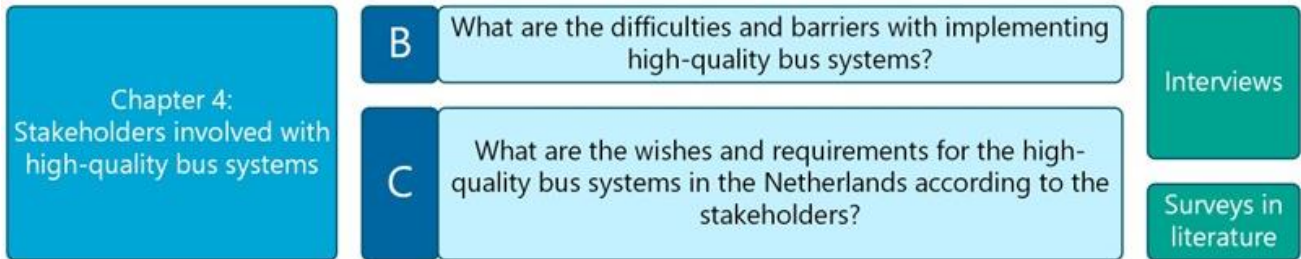 Chapter 4:
Stakeholders involved with
high-quality bus systems
B
What are the difficulties and barriers with implementing
high-quality bus systems?
C
What are the wishes and requirements for the high-
quality bus systems in the Netherlands according to the
stakeholders?
Interviews
Surveys in
literature